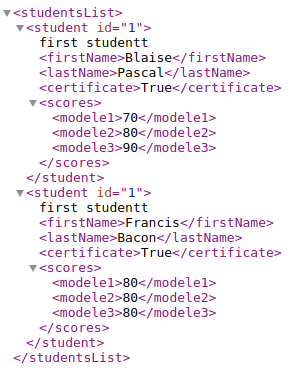 <studentsList>
<student id="1">
first studentt
<firstName>Blaise</firstName>
<lastName>Pascal</lastName>
<certificate>True</certificate>
<scores>
<modele1>70</modele1>
<modele2>80</modele2>
<modele3>90</modele3>
</scores>
</student>
<student id="1">
first studentt
<firstName>Francis</firstName>
<lastName>Bacon</lastName>
<certificate>True</certificate>
<scores>
<modele1>80</modele1>
<modele2>80</modele2>
<modele3>80</modele3>
</scores>
</student>
</studentsList>